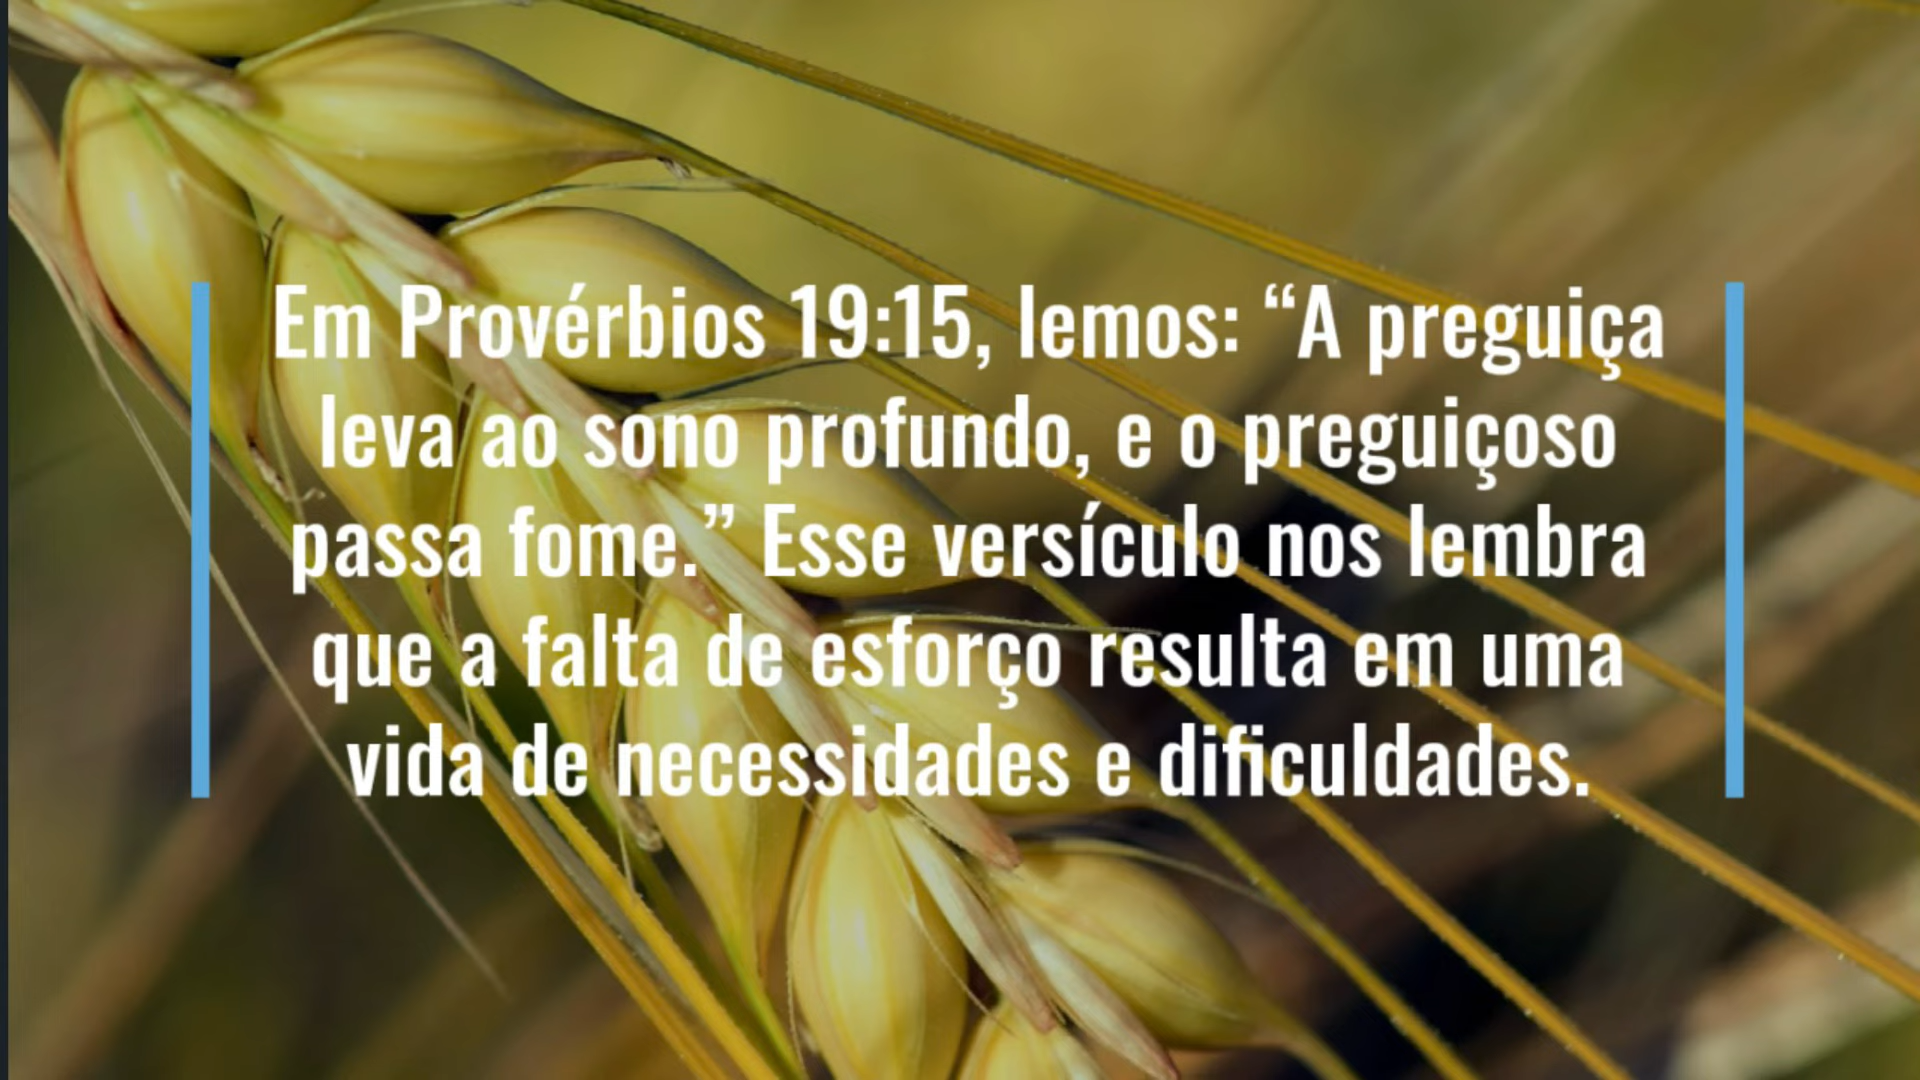 Em Provérbios 19:15, lemos: “A preguiça
leva ao sono profundo, e o preguiçoso
passa fome.” Esse versículo nos lembra
que a falta de esforço resulta em uma
vida de necessidades e dificuldades.